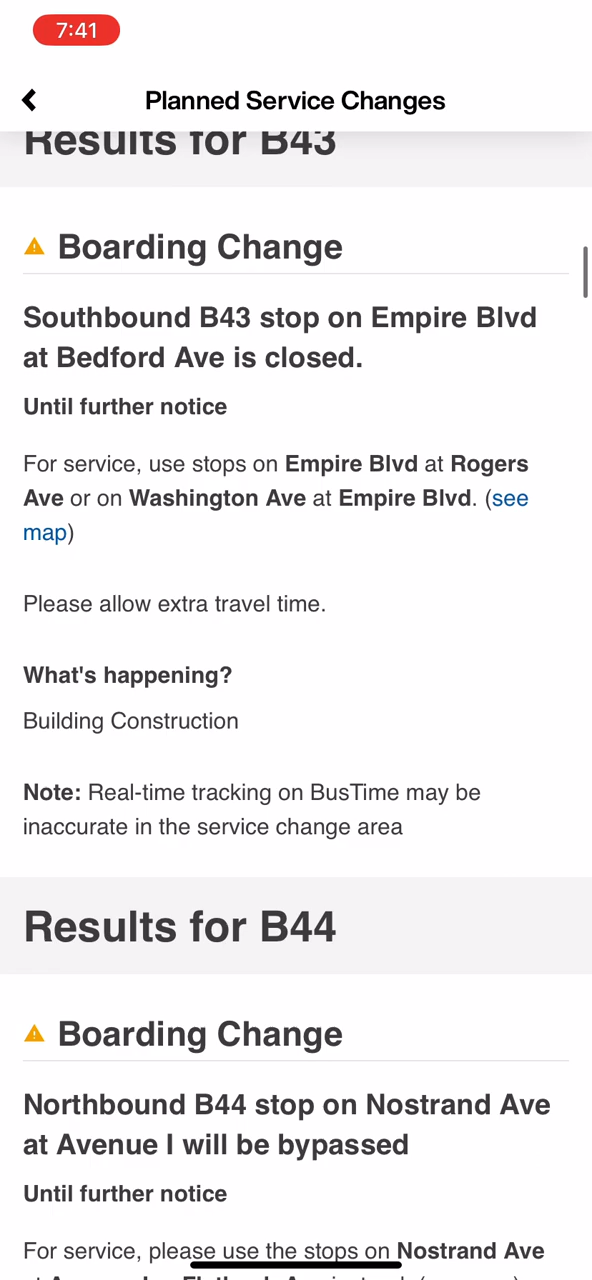 7:41
Planned Service Changes
Results for B43
Boarding Change
Southbound B43 stop on Empire Blvd
at Bedford Ave is closed.
Until further notice
For service, use stops on Empire Blvd at Rogers
Ave or on Washington Ave at Empire Blvd. (see
map)
Please allow extra travel time.
What's happening?
Building Construction
Note: Real-time tracking on BusTime may be
inaccurate in the service change area
Results for B44
Boarding Change
Northbound B44 stop on Nostrand Ave
at Avenue I will be bypassed
Until further notice
For service, please use the stops on Nostrand Ave